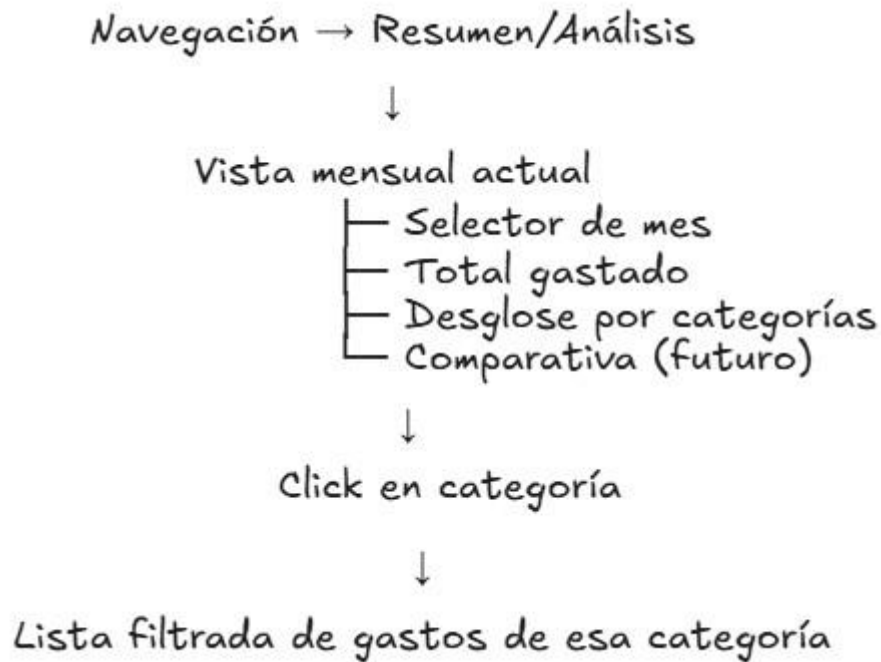 Navegación → Resumen/Análisis
↓
Vista mensual actual
├── Selector de mes
├── Total gastado
├── Desglose por categorías
└── Comparativa (futuro)
↓
Click en categoría
↓
Lista filtrada de gastos de esa categoría